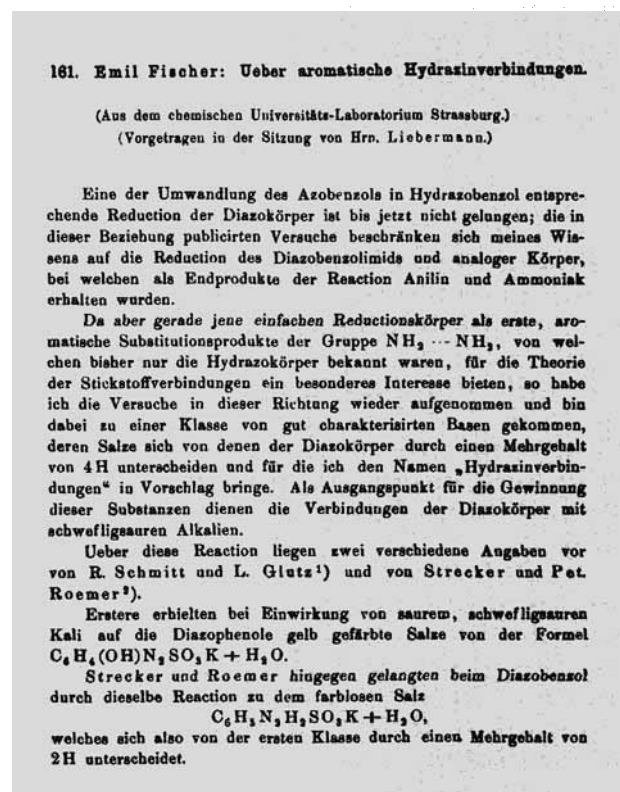 161. Emil Fischer: Ueber aromatische Hydrazinverbindungen.
(Aus dem chemischen Universitäts-Laboratorium Strassburg.)
(Vorgetragen in der Sitzung von Hrn. Liebermann.)
Eine der Umwandlung des Azobenzols in Hydrazobenzol entspre-
chende Reduction der Diazokörper ist bis jetzt nicht gelungen; die in
dieser Beziehung publicirten Versuche beschränken sich meines Wis-
sens auf die Reduction des Diazobenzolimids und analoger Körper,
bei welchen als Endprodukte der Reaction Anilin und Ammoniak
erhalten wurden.
Da aber gerade jene einfachen Reductionskörper als erste, aro-
matische Substitutionsprodukte der Gruppe NH₂ --- NH₂, von wel-
chen bisher nur die Hydrazokörper bekannt waren, für die Theorie
der Stickstoffverbindungen ein besonderes Interesse bieten, so habe
ich die Versuche in dieser Richtung wieder aufgenommen und bin
dabei zu einer Klasse von gut charakterisirten Basen gekommen,
deren Salze sich von denen der Diazokörper durch einen Mehrgehalt
von 4H unterscheiden und für die ich den Namen „Hydrazinverbin-
dungen“ in Vorschlag bringe. Als Ausgangspunkt für die Gewinnung
dieser Substanzen dienen die Verbindungen der Diazokörper mit
schwefligsauren Alkalien.
Ueber diese Reaction liegen zwei verschiedene Angaben vor
von R. Schmitt und L. Glutz¹) und von Strecker und Pet.
Roemer²).
Erstere erhielten bei Einwirkung von saurem, schwefligsauren
Kali auf die Diazophenole gelb gefärbte Salze von der Formel
C₆H₄(OH)N₂SO₃K + H₂O.
Strecker und Roemer hingegen gelangten beim Diazobenzol
durch dieselbe Reaction zu dem farblosen Salz
C₆H₅N₂H₂SO₃K + H₂O,
welches sich also von der ersten Klasse durch einen Mehrgehalt von
2H unterscheidet.